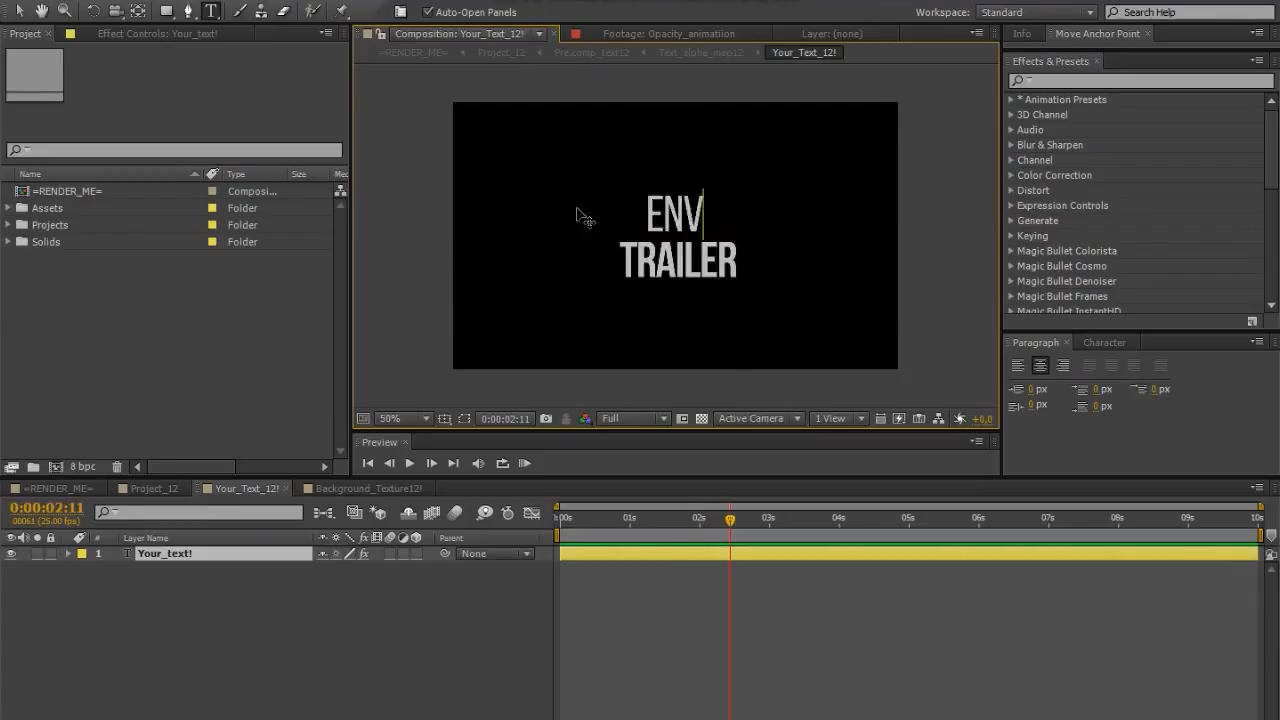 T
Auto-Open Panels
Workspace: Standard
Search Help
Project × Effect Controls: Your_text!
Composition: Your_Text_12! ×
Footage: Opacity_animation
Layer: (none)
Info Move Anchor Point ×
=RENDER_ME= Project_12 Pre.comp_text12 Text_alpha_map12 Your_Text_12!
Effects & Presets ×
* Animation Presets
3D Channel
Audio
Blur & Sharpen
Channel
Color Correction
Distort
Expression Controls
Generate
Keying
Magic Bullet Colorista
Magic Bullet Cosmo
Magic Bullet Denoiser
Magic Bullet Frames
Magic Bullet InstantHD
Name Type Size Me
=RENDER_ME= Composi...
Assets Folder
Projects Folder
Solids Folder
8 bpc
ENV
TRAILER
Paragraph × Character
0 px 0 px 0 px
0 px 0 px
50% 0:00:02:11 Full Active Camera 1 View +0,0
Preview ×
=RENDER_ME= Project_12 Your_Text_12! × Background_Texture12!
0:00:02:11
00061 (25.00 fps)
:00s 01s 02s 03s 04s 05s 06s 07s 08s 09s 10s
# Layer Name fx Parent
1 T Your_text! fx None